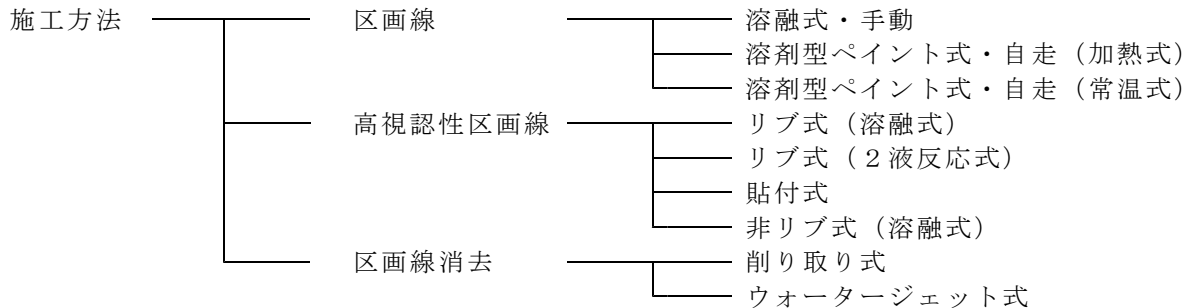 施工方法 区画線 溶融式・手動
溶剤型ペイント式・自走（加熱式）
溶剤型ペイント式・自走（常温式）
高視認性区画線 リブ式（溶融式）
リブ式（２液反応式）
貼付式
非リブ式（溶融式）
区画線消去 削り取り式
ウォータージェット式